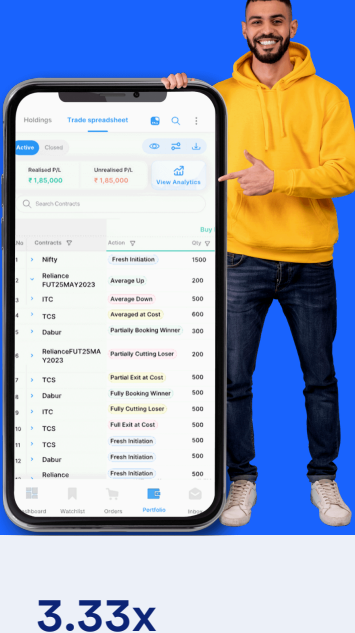 Holdings Trade spreadsheet
Active Closed
Realised P/L Unrealised P/L
₹ 1,85,000 ₹ 1,85,000 View Analytics
Search Contracts
Buy
No Contracts Action Qty
1 Nifty Fresh Initiation 1500
2 Reliance FUT25MAY2023 Average Up 200
3 ITC Average Down 500
4 TCS Averaged at Cost 600
5 Dabur Partially Booking Winner 300
6 RelianceFUT25MA
Y2023 Partially Cutting Loser 200
7 TCS Partial Exit at Cost 500
8 Dabur Fully Booking Winner 500
9 ITC Fully Cutting Loser 500
10 TCS Full Exit at Cost 500
11 TCS Fresh Initiation 500
12 Dabur Fresh Initiation 500
Reliance Fresh Initiation 500
shboard Watchlist Orders Portfolio Inbox
3.33x